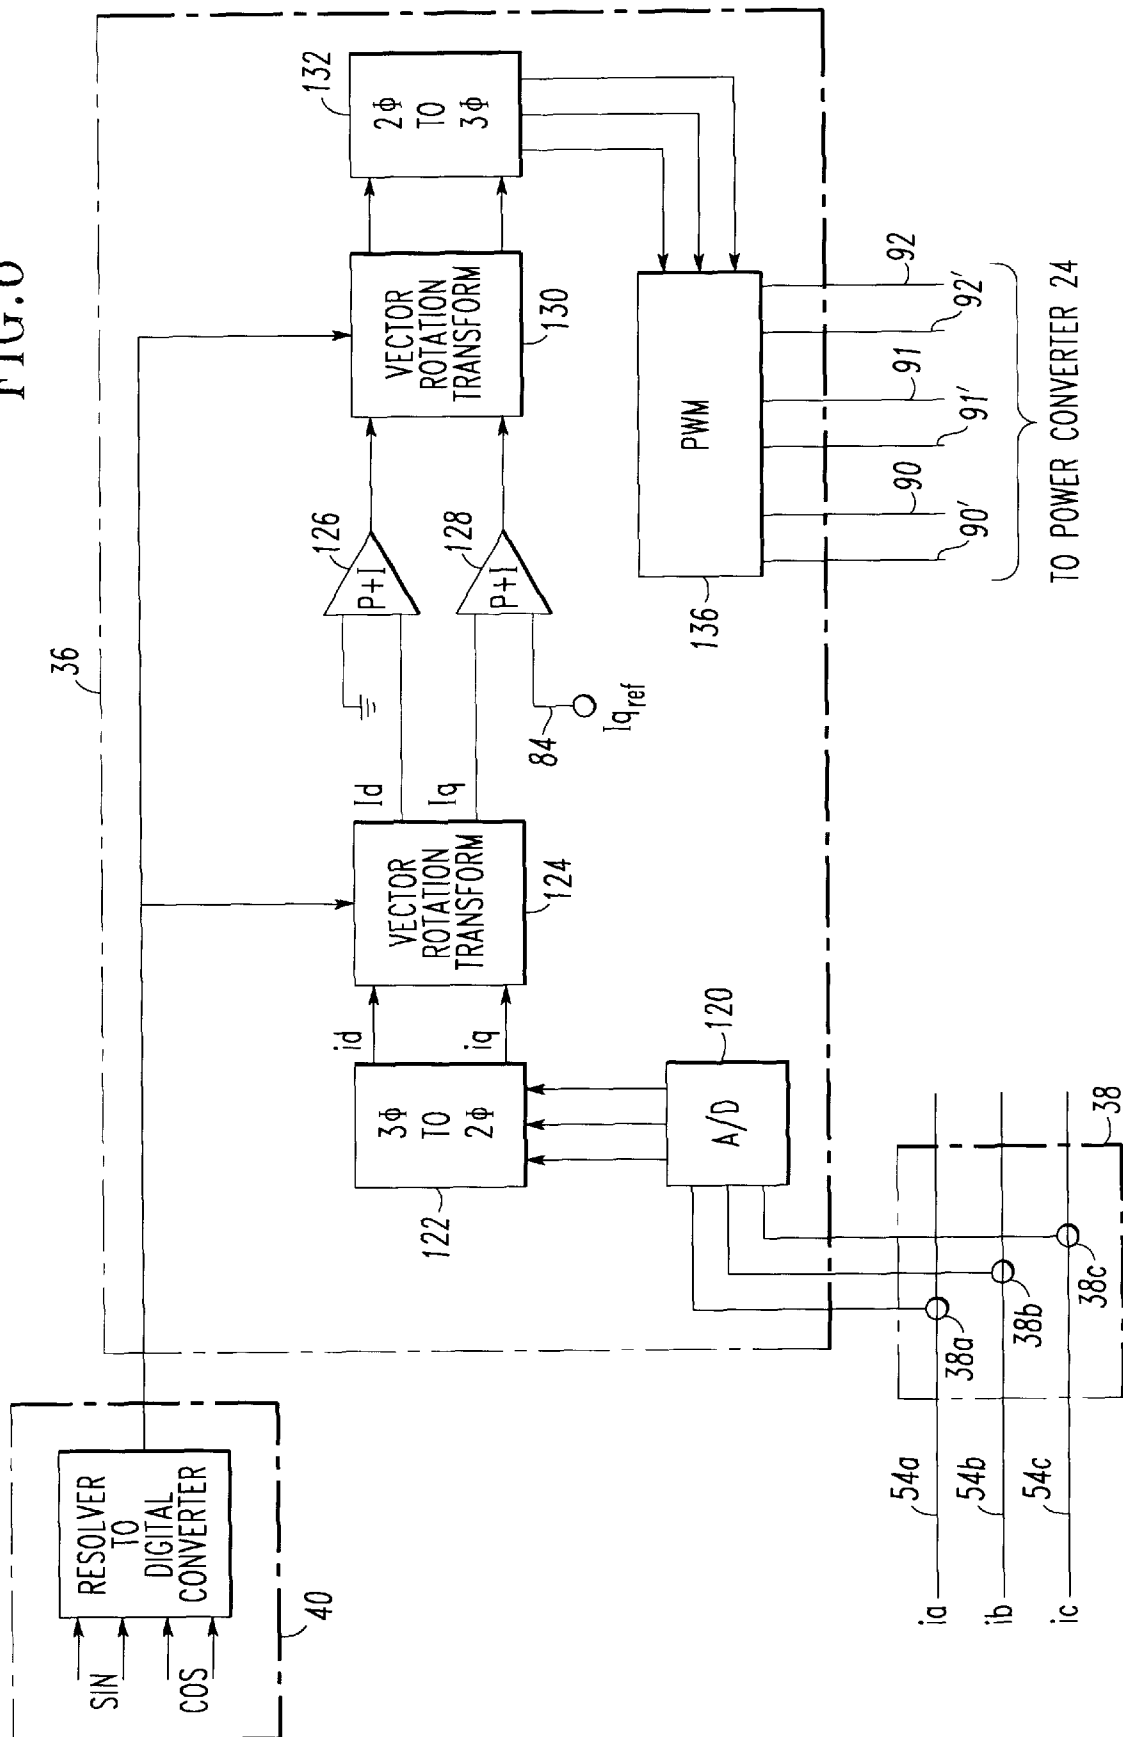 FIG.6
36
RESOLVER
TO
DIGITAL
CONVERTER
SIN
COS
40
3Φ
TO
2Φ
122
id
iq
VECTOR
ROTATION
TRANSFORM
124
Id
Iq
P+I
126
P+I
128
84
Iqref
VECTOR
ROTATION
TRANSFORM
130
2Φ
TO
3Φ
132
A/D
120
PWM
136
90'
90
91'
91
92'
92
TO POWER CONVERTER 24
ia
54a
38a
ib
54b
38b
ic
54c
38c
38